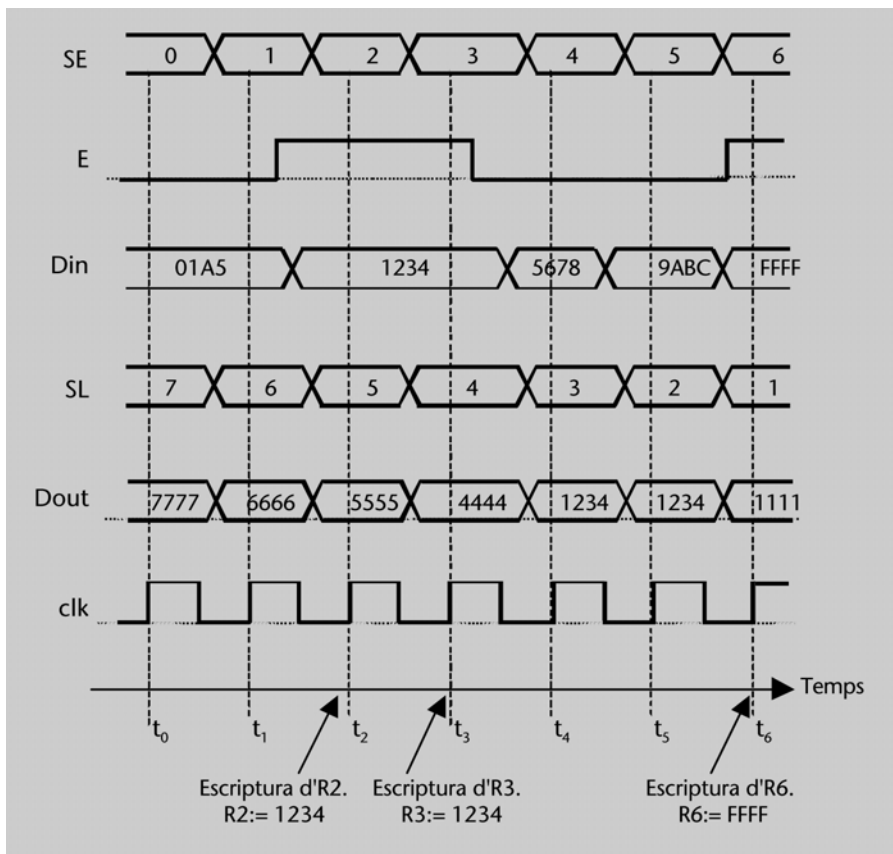 SE 0 1 2 3 4 5 6
E
Din 01A5 1234 5678 9ABC FFFF
SL 7 6 5 4 3 2 1
Dout 7777 6666 5555 4444 1234 1234 1111
clk
Temps
t0 t1 t2 t3 t4 t5 t6
Escriptura d'R2. Escriptura d'R3. Escriptura d'R6.
R2:= 1234 R3:= 1234 R6:= FFFF